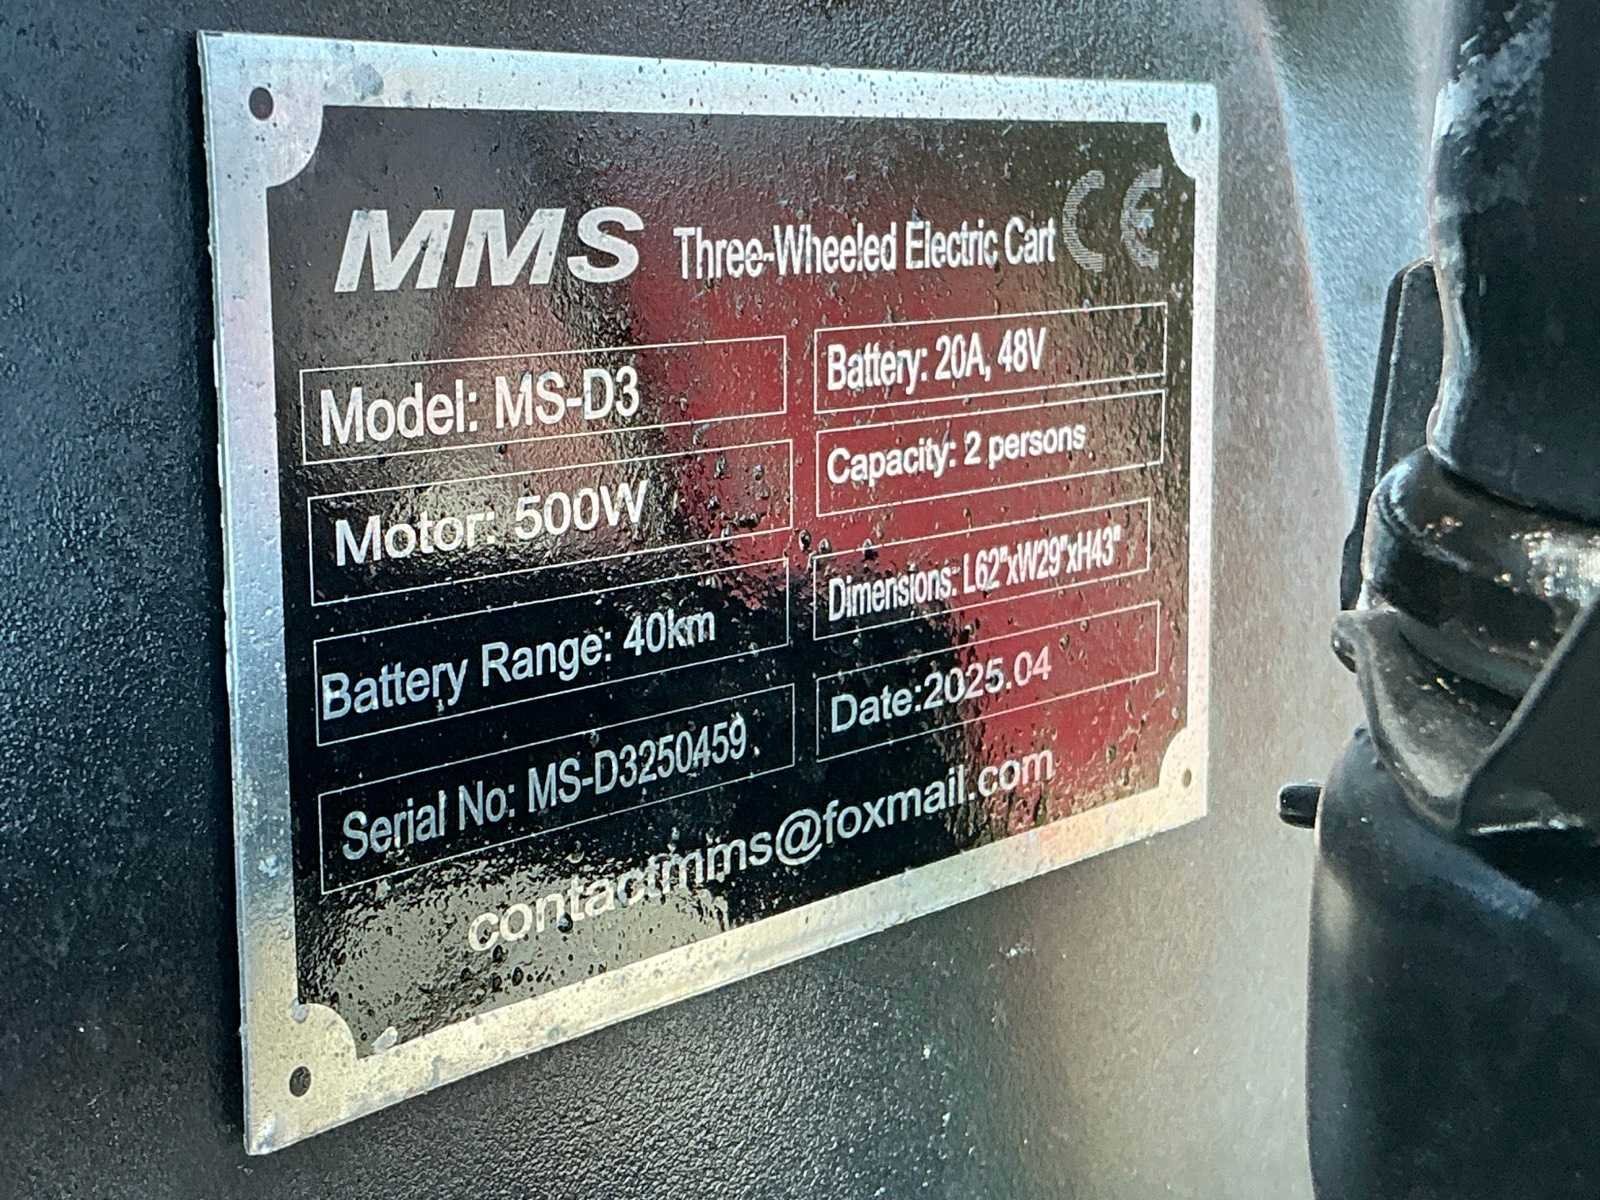 MMS Three-Wheeled Electric Cart CE
Model: MS-D3
Battery: 20A, 48V
Motor: 500W
Capacity: 2 persons
Battery Range: 40km
Dimensions: L62"xW29"xH43"
Serial No: MS-D3250459
Date:2025.04
contactmms@foxmail.com